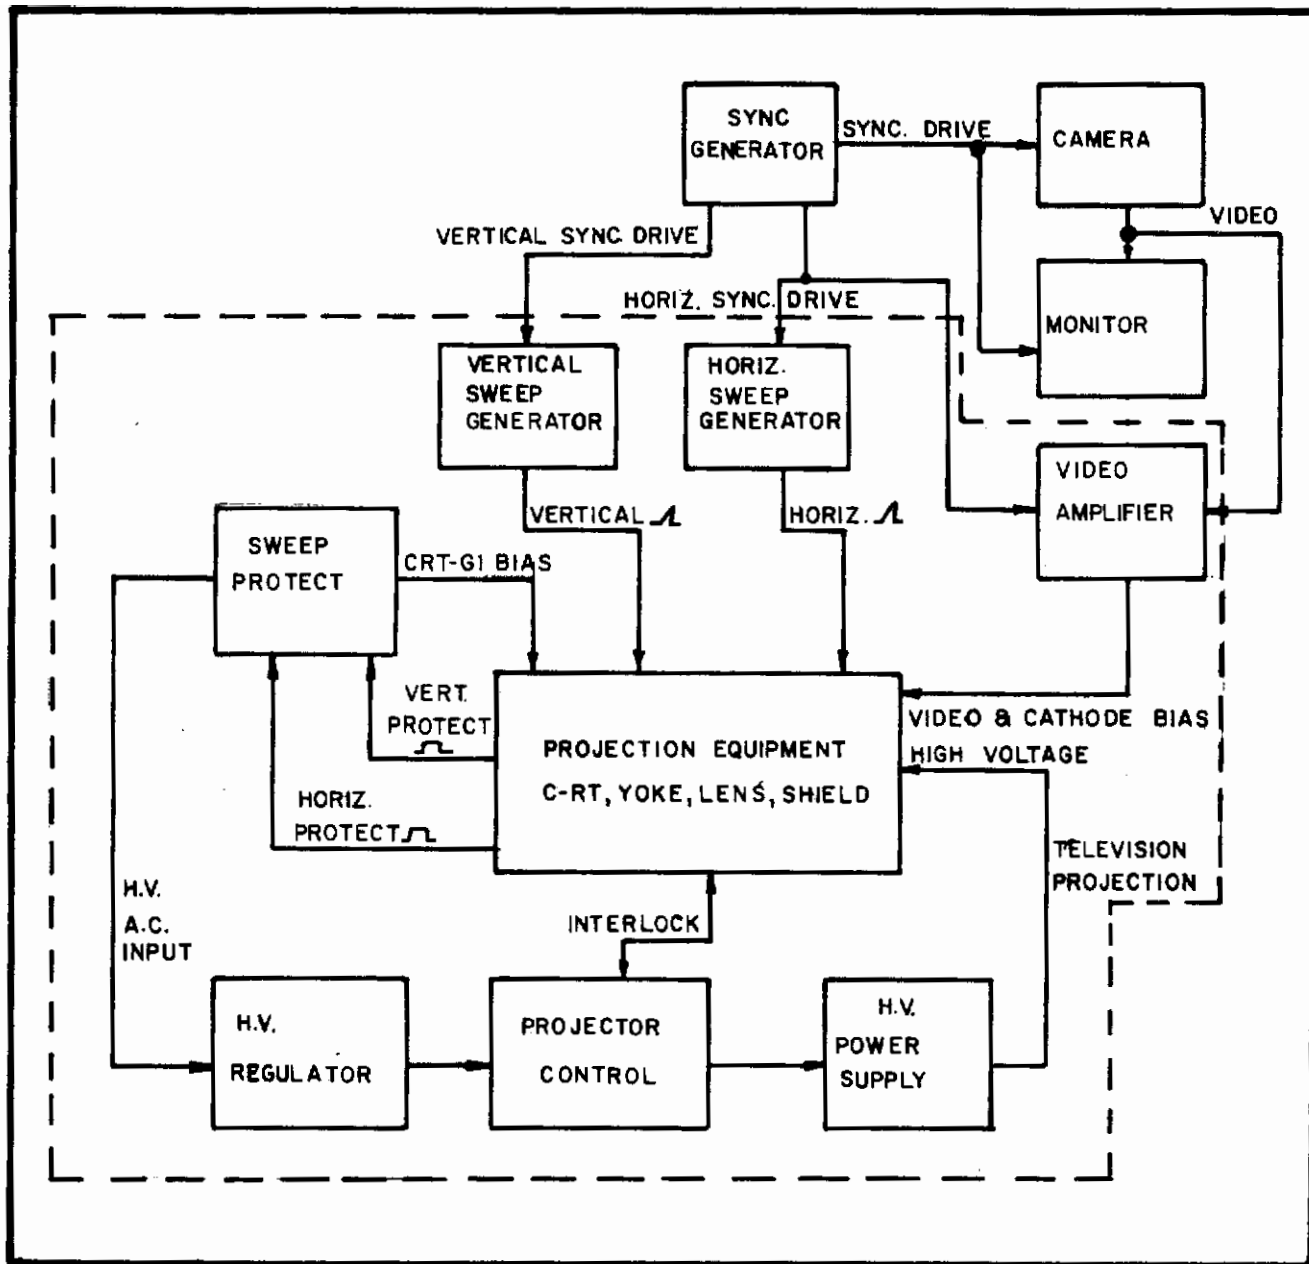 SYNC
GENERATOR
SYNC. DRIVE
CAMERA
VERTICAL SYNC. DRIVE
VIDEO
HORIZ. SYNC. DRIVE
MONITOR
VERTICAL
SWEEP
GENERATOR
HORIZ.
SWEEP
GENERATOR
VIDEO
AMPLIFIER
VERTICAL
HORIZ.
SWEEP
PROTECT
CRT-G1 BIAS
VERT.
PROTECT
VIDEO & CATHODE BIAS
PROJECTION EQUIPMENT
C-RT, YOKE, LENS, SHIELD
HIGH VOLTAGE
HORIZ.
PROTECT
TELEVISION
PROJECTION
H.V.
A.C.
INPUT
INTERLOCK
H.V.
REGULATOR
PROJECTOR
CONTROL
H.V.
POWER
SUPPLY